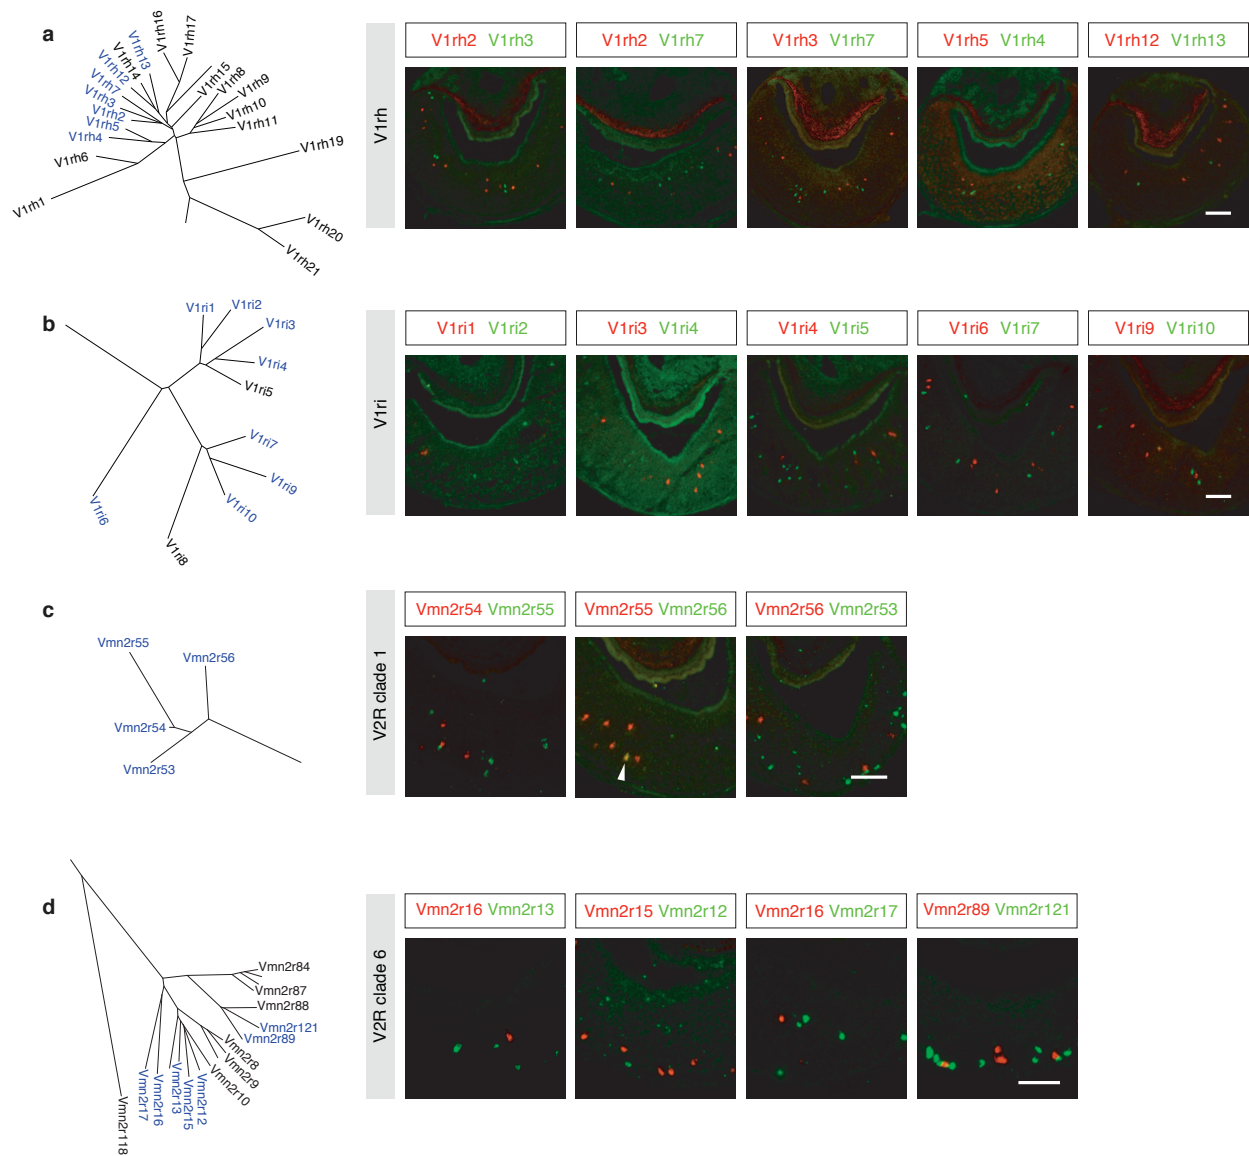 a
V1rh16
V1rh17
V1rh13
V1rh14
V1rh12
V1rh7
V1rh3
V1rh2
V1rh5
V1rh4
V1rh6
V1rh1
V1rh15
V1rh8
V1rh9
V1rh10
V1rh11
V1rh19
V1rh20
V1rh21
V1rh
V1rh2 V1rh3
V1rh2 V1rh7
V1rh3 V1rh7
V1rh5 V1rh4
V1rh12 V1rh13
b
V1ri1
V1ri2
V1ri3
V1ri4
V1ri5
V1ri7
V1ri9
V1ri10
V1ri8
V1ri6
V1ri
V1ri1 V1ri2
V1ri3 V1ri4
V1ri4 V1ri5
V1ri6 V1ri7
V1ri9 V1ri10
c
Vmn2r55
Vmn2r56
Vmn2r54
Vmn2r53
V2R clade 1
Vmn2r54 Vmn2r55
Vmn2r55 Vmn2r56
Vmn2r56 Vmn2r53
d
Vmn2r84
Vmn2r87
Vmn2r88
Vmn2r121
Vmn2r89
Vmn2r8
Vmn2r9
Vmn2r10
Vmn2r12
Vmn2r15
Vmn2r13
Vmn2r16
Vmn2r17
Vmn2r118
V2R clade 6
Vmn2r16 Vmn2r13
Vmn2r15 Vmn2r12
Vmn2r16 Vmn2r17
Vmn2r89 Vmn2r121